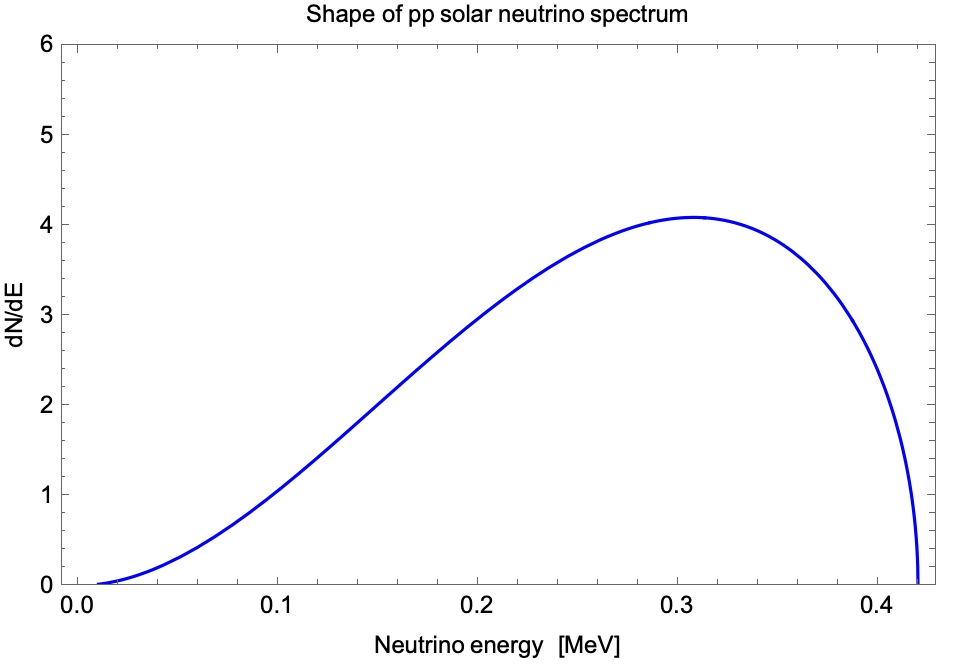 Shape of pp solar neutrino spectrum
6
5
4
3
2
1
0
dN/dE
0.0 0.1 0.2 0.3 0.4
Neutrino energy [MeV]